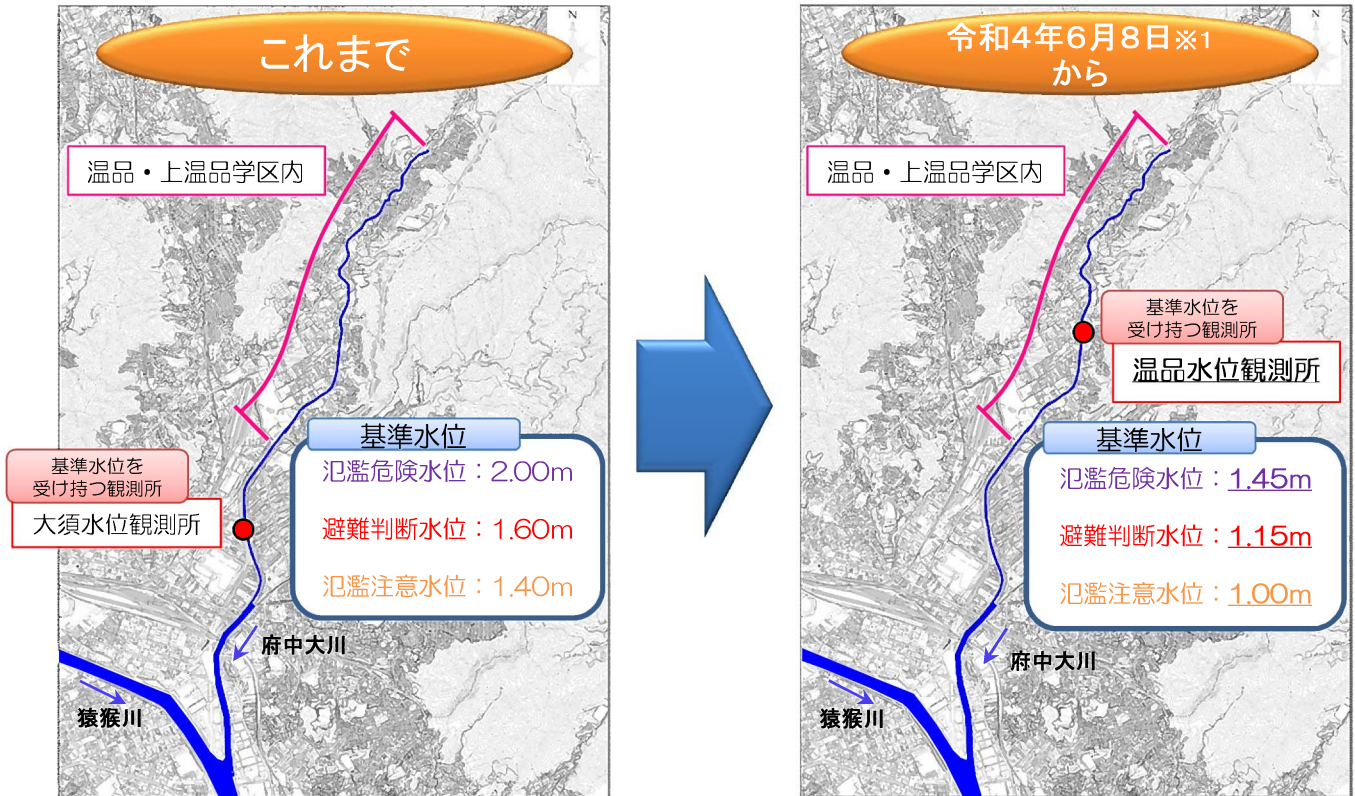 これまで
N
温品・上温品学区内
基準水位を
受け持つ観測所
大須水位観測所
基準水位
氾濫危険水位：2.00m
避難判断水位：1.60m
氾濫注意水位：1.40m
府中大川
猿猴川
令和4年6月8日※1
から
N
温品・上温品学区内
基準水位を
受け持つ観測所
温品水位観測所
基準水位
氾濫危険水位：1.45m
避難判断水位：1.15m
氾濫注意水位：1.00m
府中大川
猿猴川